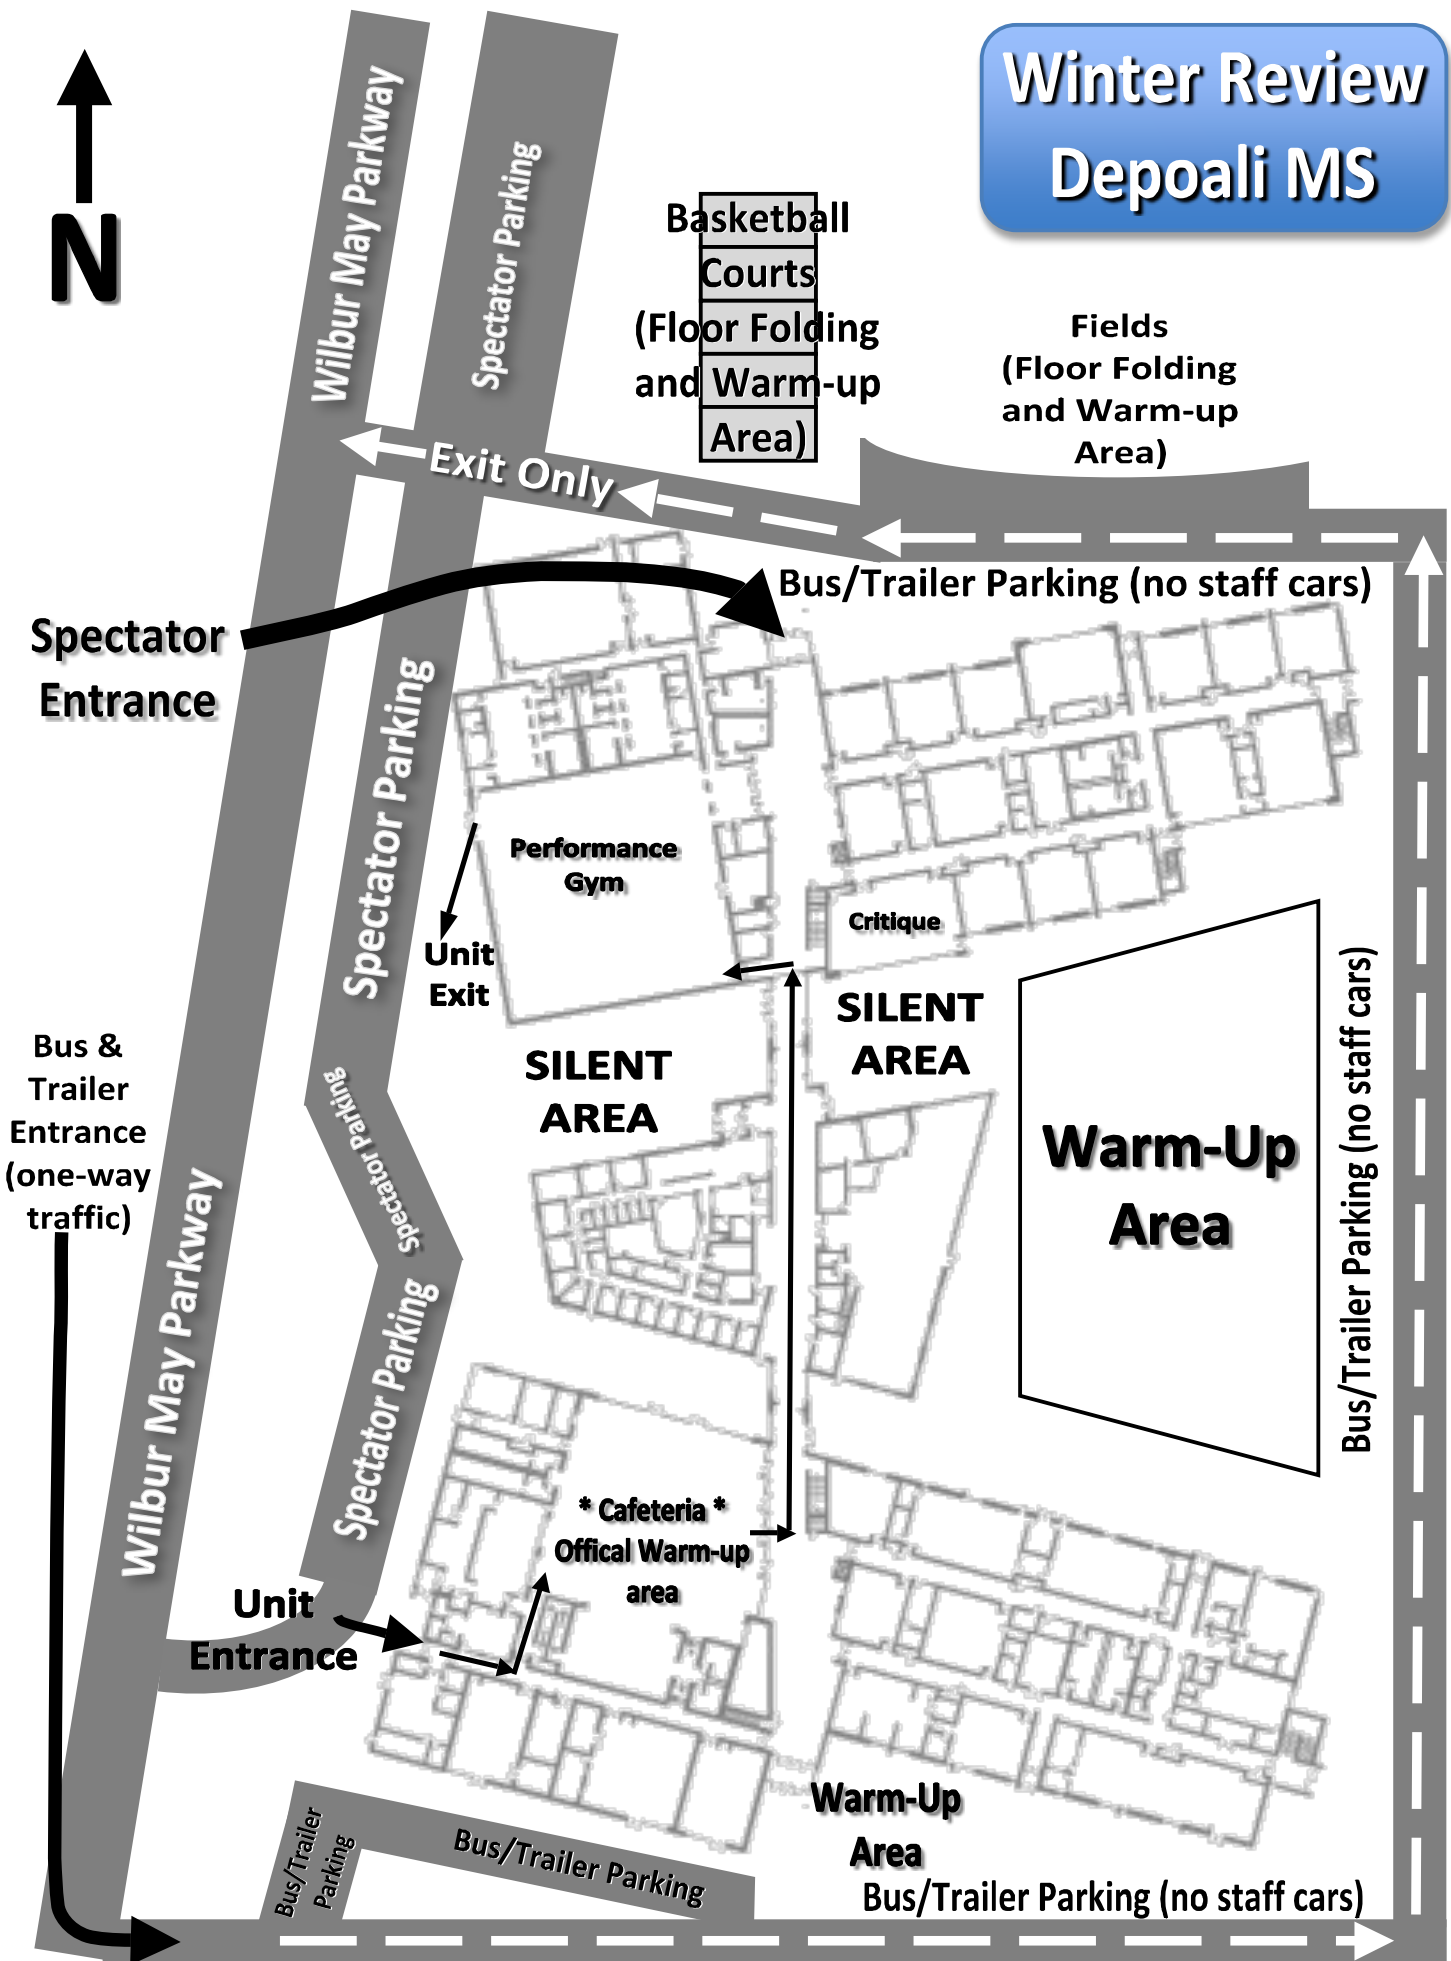 Winter Review
Depoali MS
N
Wilbur May Parkway
Spectator Parking
Basketball
Courts
(Floor Folding
and Warm-up
Area)
Fields
(Floor Folding
and Warm-up
Area)
Exit Only
Bus/Trailer Parking (no staff cars)
Spectator
Entrance
Spectator Parking
Performance
Gym
Critique
Unit
Exit
SILENT
AREA
SILENT
AREA
Bus &
Trailer
Entrance
(one-way
traffic)
Spectator Parking
Warm-Up
Area
Bus/Trailer Parking (no staff cars)
Wilbur May Parkway
Spectator Parking
* Cafeteria *
Offical Warm-up
area
Unit
Entrance
Warm-Up
Area
Bus/Trailer
Parking
Bus/Trailer Parking
Bus/Trailer Parking (no staff cars)